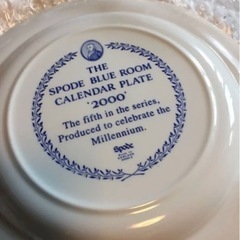 THE
SPODE BLUE ROOM
CALENDAR PLATE
'2000'
The fifth in the series,
Produced to celebrate the
Millennium.
Spode